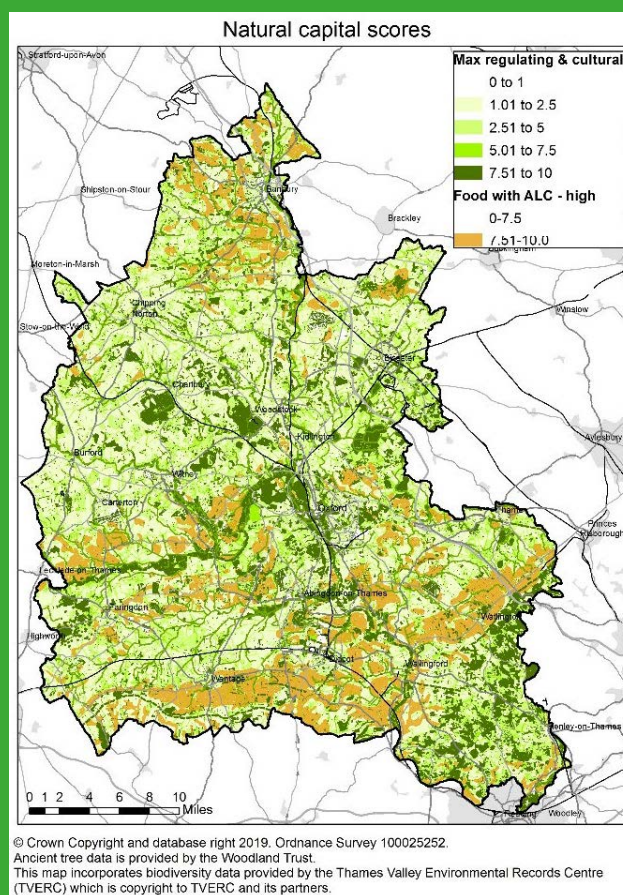 Natural capital scores
Stratford-upon-Avon
Max regulating & cultural
0 to 1
1.01 to 2.5
2.51 to 5
5.01 to 7.5
7.51 to 10
Food with ALC - high
0-7.5
7.51-10.0
Shipston-on-Stour
Banbury
Brackley
Buckingham
Moreton-in-Marsh
Chipping
Norton
Stow-on-the-Wold
Winslow
Bicester
Charlbury
Woodstock
Kidlington
Aylesbury
Burford
Witney
Carterton
Oxford
Thame
Princes
Risborough
Lechlade-on-Thames
Abingdon-on-Thames
Faringdon
Watlington
Highworth
Didcot
Wallingford
Wantage
Henley-on-Thames
0 1 2 4 6 8 10
Miles
Reading
Woodley
© Crown Copyright and database right 2019. Ordnance Survey 100025252.
Ancient tree data is provided by the Woodland Trust.
This map incorporates biodiversity data provided by the Thames Valley Environmental Records Centre
(TVERC) which is copyright to TVERC and its partners.